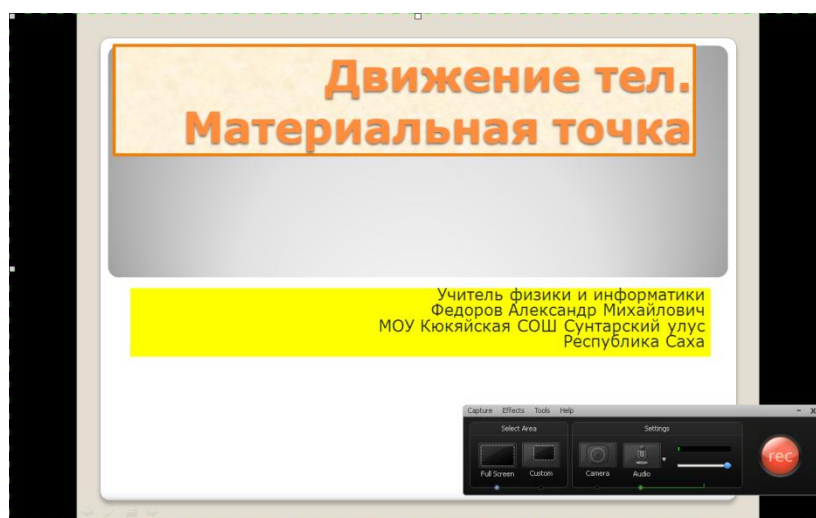 Движение тел.
Материальная точка
Учитель физики и информатики
Федоров Александр Михайлович
МОУ Кюкяйская СОШ Сунтарский улус
Республика Саха
Capture Effects Tools Help
Select Area
Settings
Full Screen Custom Camera Audio
rec